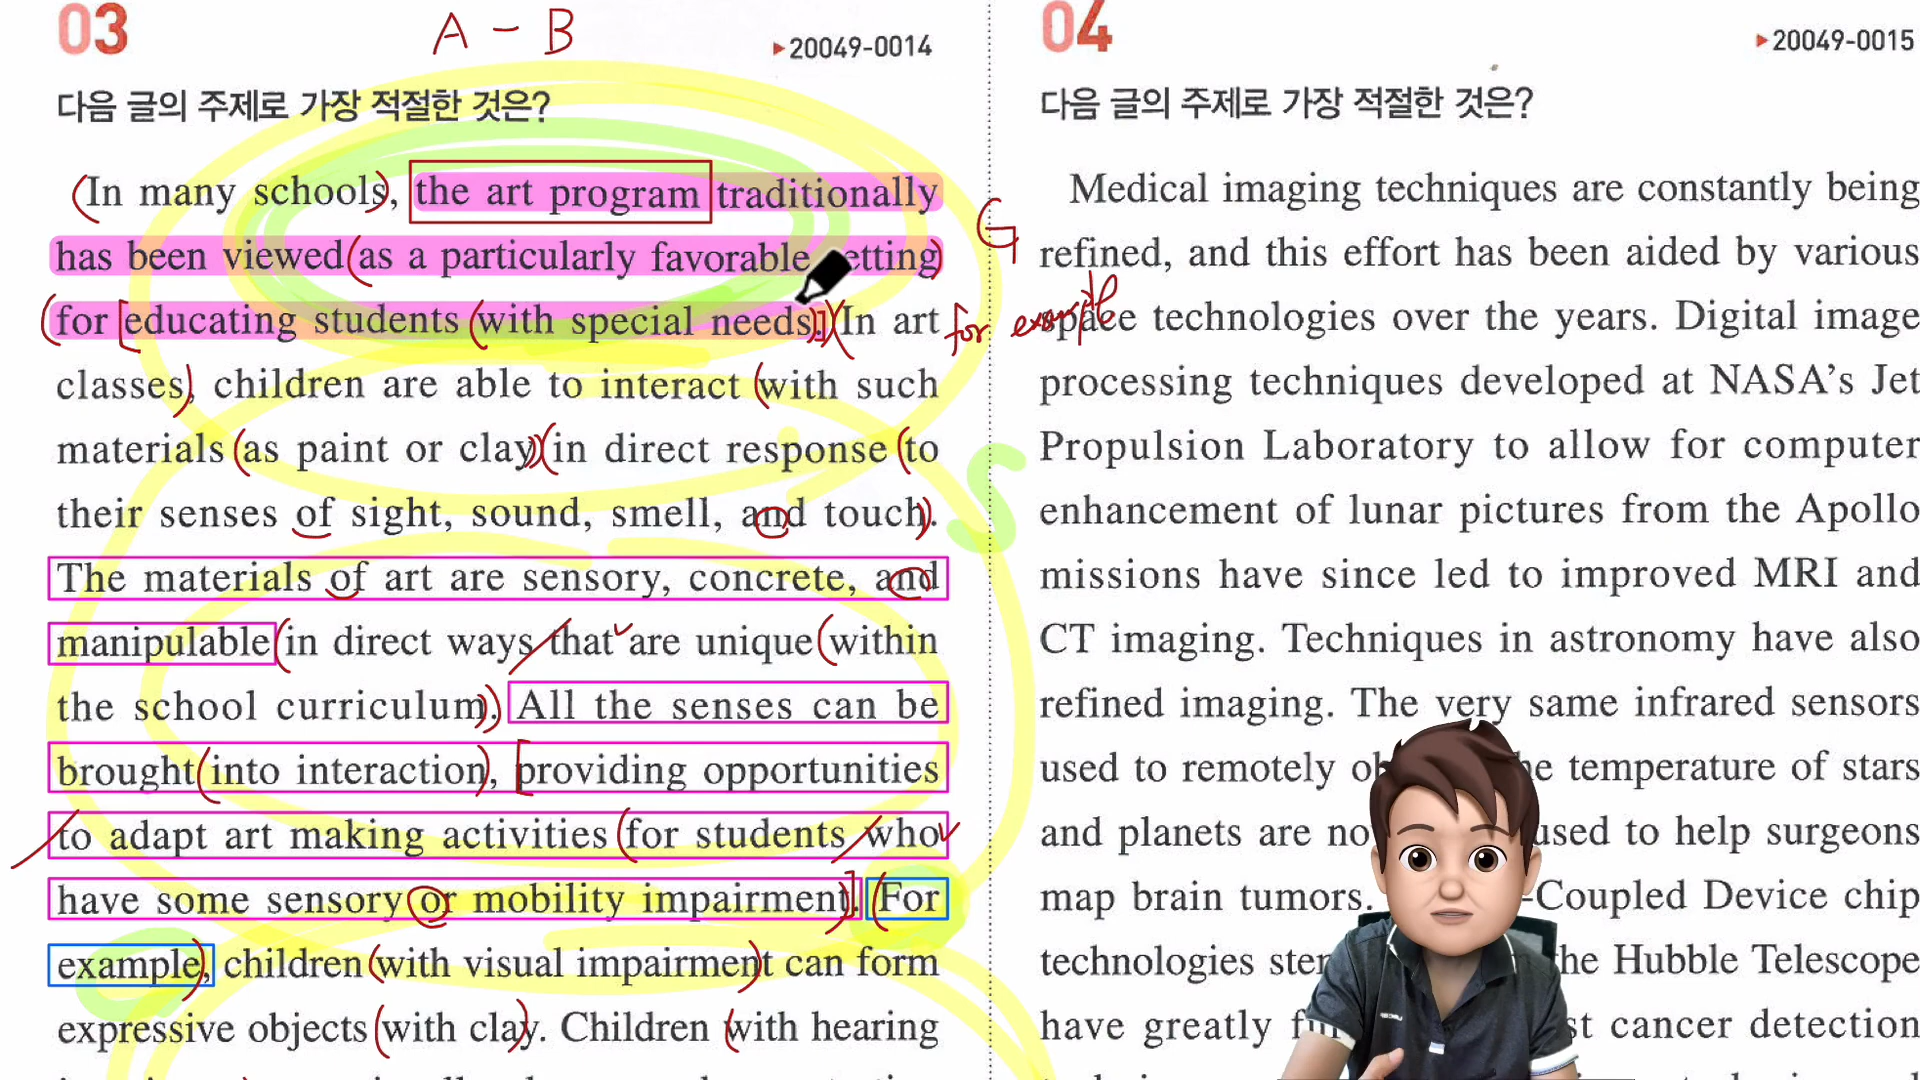 03
A - B
▸20049-0014
다음 글의 주제로 가장 적절한 것은?
(In many schools), the art program traditionally
has been viewed (as a particularly favorable etting)
(for [educating students (with special needs).] (In art
classes), children are able to interact (with such
materials (as paint or clay) (in direct response (to
their senses of sight, sound, smell, and touch).
The materials of art are sensory, concrete, and
manipulable (in direct ways that are unique (within
the school curriculum). All the senses can be
brought (into interaction), [providing opportunities
to adapt art making activities (for students who
have some sensory or mobility impairment)]. (For
example), children (with visual impairment) can form
expressive objects (with clay). Children (with hearing
G
for example
S
04
▸20049-0015
다음 글의 주제로 가장 적절한 것은?
Medical imaging techniques are constantly being
refined, and this effort has been aided by various
space technologies over the years. Digital image
processing techniques developed at NASA's Jet
Propulsion Laboratory to allow for computer
enhancement of lunar pictures from the Apollo
missions have since led to improved MRI and
CT imaging. Techniques in astronomy have also
refined imaging. The very same infrared sensors
used to remotely temperature of stars
and planets are used to help surgeons
map brain tumors. -Coupled Device chip
technologies the Hubble Telescope
have greatly cancer detection